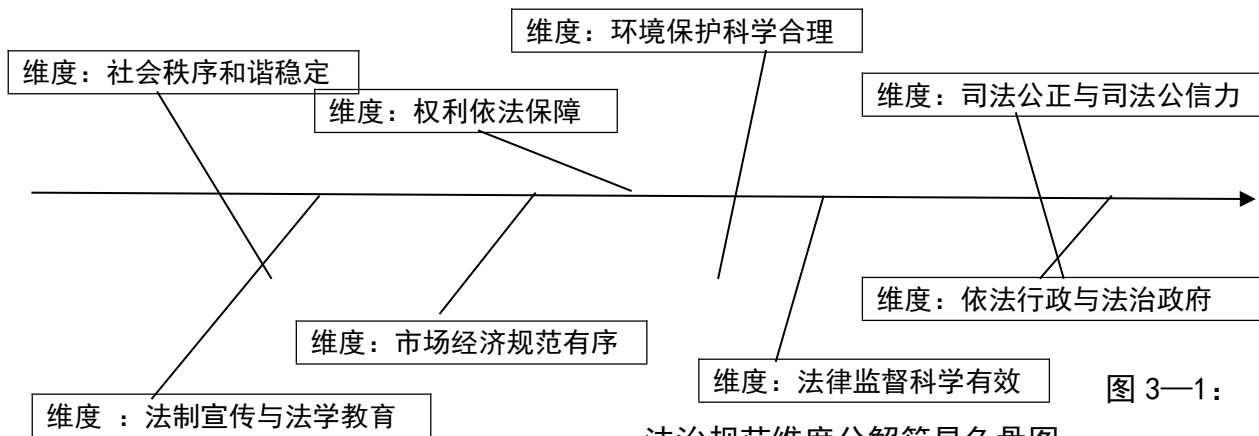 维度：环境保护科学合理
维度：社会秩序和谐稳定
维度：司法公正与司法公信力
维度：权利依法保障
维度：依法行政与法治政府
维度：市场经济规范有序
维度：法律监督科学有效
图 3—1：
维度 ：法制宣传与法学教育